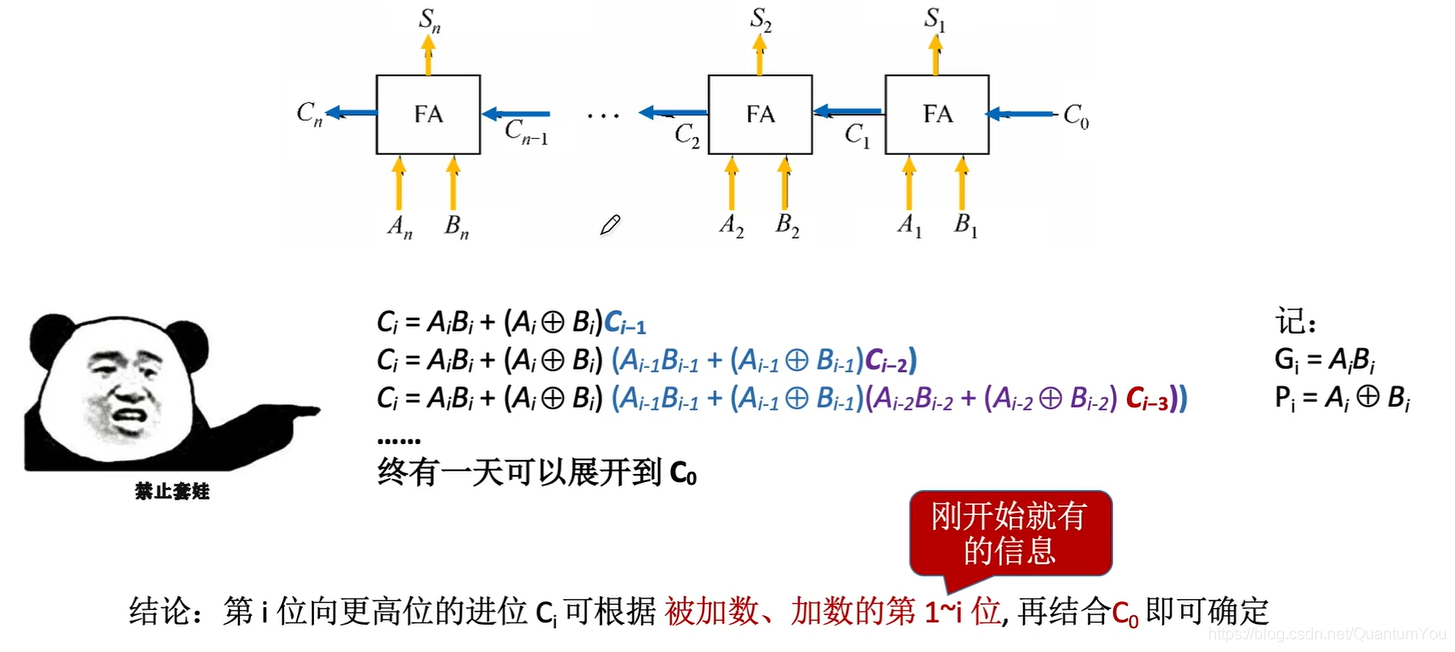 Sn S2 S1
Cn FA Cn−1 ··· C2 FA C1 FA C0
An Bn A2 B2 A1 B1
Ci = AiBi + (Ai ⊕ Bi)Ci−1
Ci = AiBi + (Ai ⊕ Bi) (Ai-1Bi-1 + (Ai-1 ⊕ Bi-1)Ci−2)
Ci = AiBi + (Ai ⊕ Bi) (Ai-1Bi-1 + (Ai-1 ⊕ Bi-1)(Ai-2Bi-2 + (Ai-2 ⊕ Bi-2) Ci−3))
……
终有一天可以展开到 C0
记：
Gi = AiBi
Pi = Ai ⊕ Bi
禁止套娃
刚开始就有
的信息
结论：第 i 位向更高位的进位 Ci 可根据 被加数、加数的第 1~i 位, 再结合C0 即可确定
https://blog.csdn.net/QuantumYou